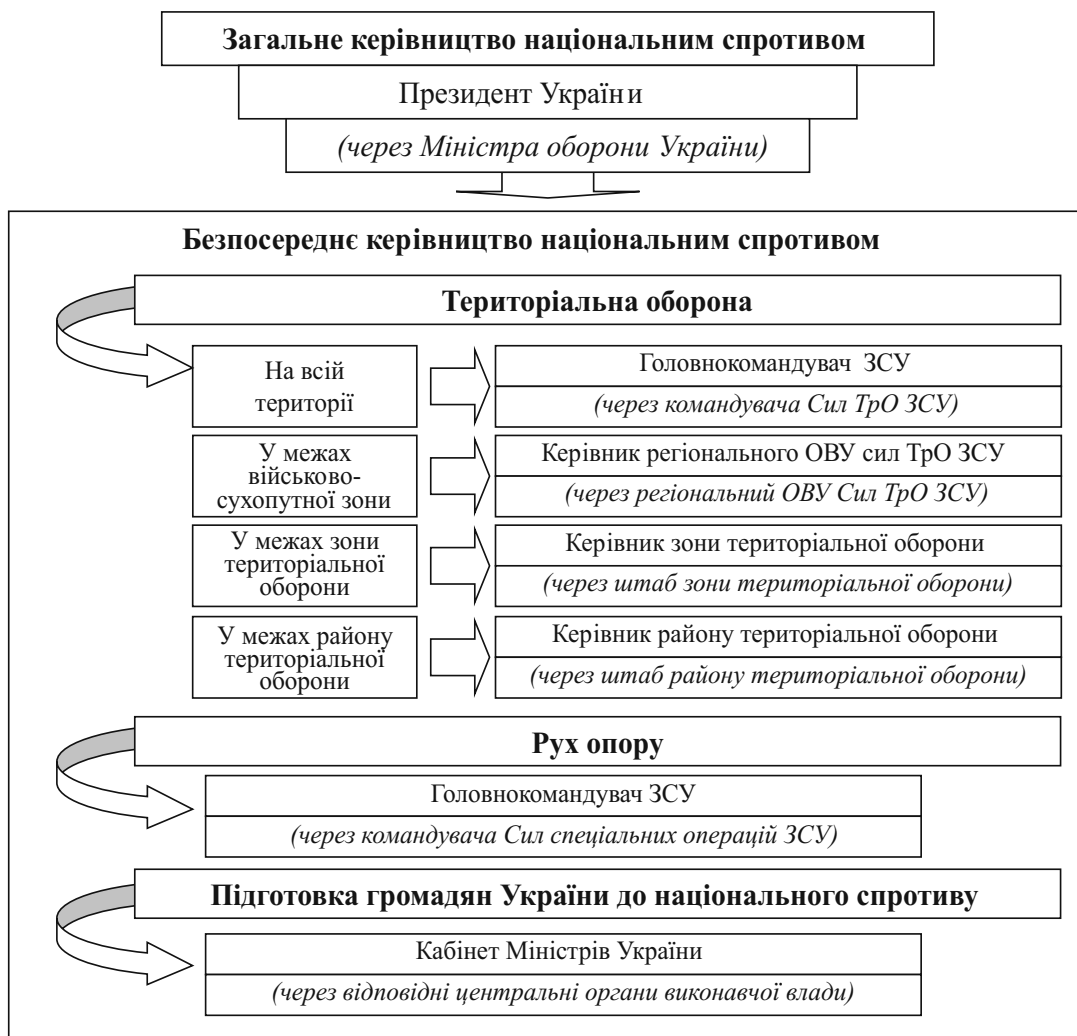 Загальне керівництво національним спротивом
Президент України
(через Міністра оборони України)
Безпосереднє керівництво національним спротивом
Територіальна оборона
На всій
території
Головнокомандувач ЗСУ
(через командувача Сил ТрО ЗСУ)
У межах
військово-
сухопутної зони
Керівник регіонального ОВУ сил ТрО ЗСУ
(через регіональний ОВУ Сил ТрО ЗСУ)
У межах зони
територіальної
оборони
Керівник зони територіальної оборони
(через штаб зони територіальної оборони)
У межах району
територіальної
оборони
Керівник району територіальної оборони
(через штаб району територіальної оборони)
Рух опору
Головнокомандувач ЗСУ
(через командувача Сил спеціальних операцій ЗСУ)
Підготовка громадян України до національного спротиву
Кабінет Міністрів України
(через відповідні центральні органи виконавчої влади)